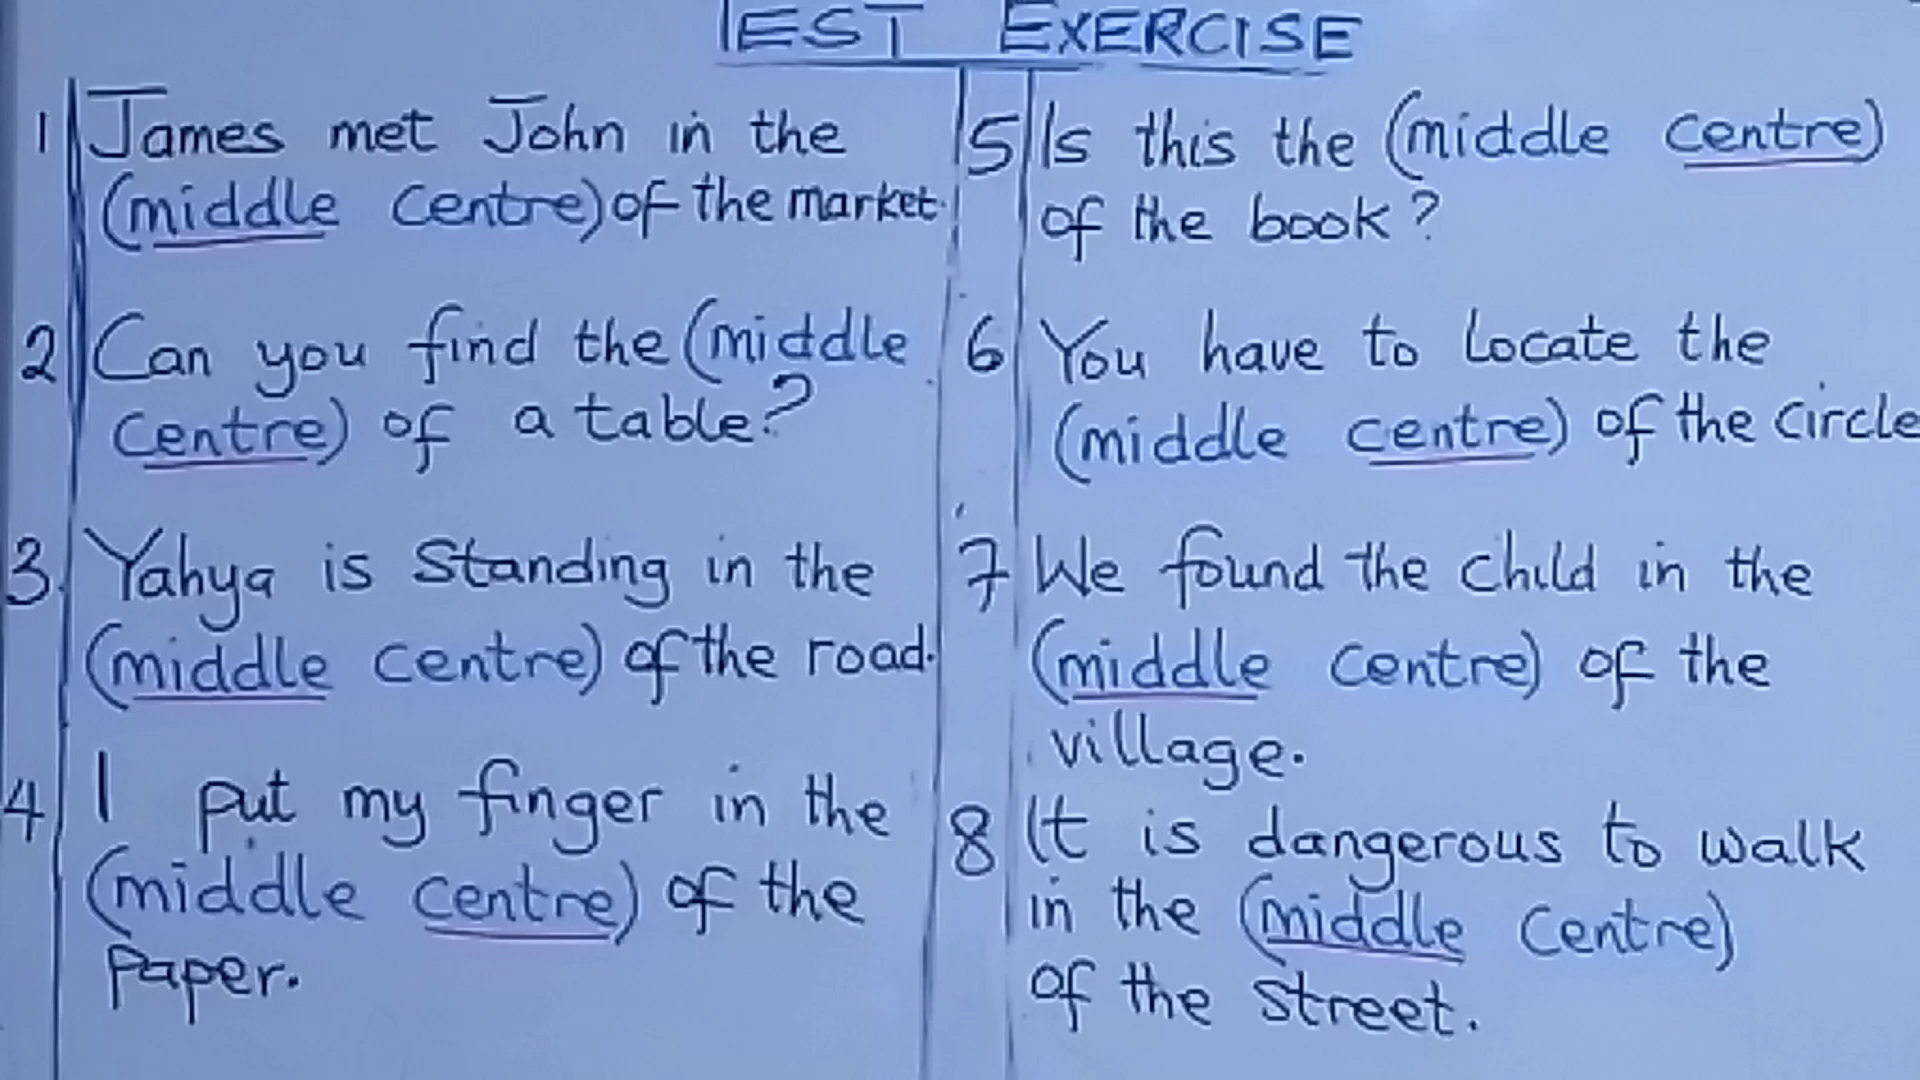 TEST EXERCISE
1 James met John in the
(middle centre) of the market.
2 Can you find the (middle
centre) of a table?
3. Yahya is standing in the
(middle centre) of the road.
4 I put my finger in the
(middle centre) of the
Paper.
5 Is this the (middle centre)
of the book?
6 You have to locate the
(middle centre) of the circle
7 We found the child in the
(middle centre) of the
village.
8 It is dangerous to walk
in the (middle centre)
of the street.